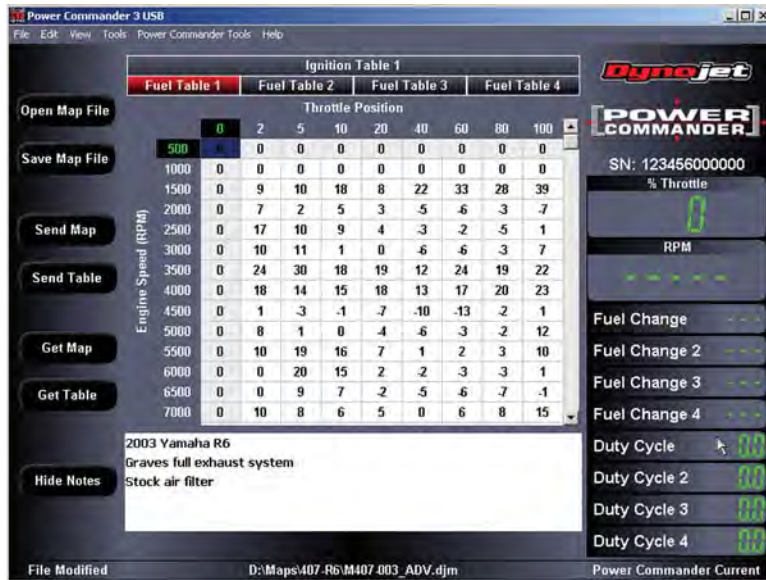 Power Commander 3 USB
File Edit View Tools Power Commander Tools Help
Ignition Table 1
Fuel Table 1 Fuel Table 2 Fuel Table 3 Fuel Table 4
Throttle Position
0 2 5 10 20 40 60 80 100
Engine Speed (RPM)
500 0 0 0 0 0 0 0 0
1000 0 0 0 0 0 0 0 0 0
1500 0 9 10 18 8 22 33 28 39
2000 0 7 2 5 3 -5 -6 -3 -7
2500 0 17 10 9 4 -3 -2 -5 1
3000 0 10 11 1 0 -6 -6 -3 7
3500 0 24 30 18 19 12 24 19 22
4000 0 18 14 15 18 13 17 20 23
4500 0 1 -3 -1 -7 -10 -13 -2 1
5000 0 8 1 0 -4 -6 -3 -2 12
5500 0 10 19 16 7 1 2 3 10
6000 0 0 20 15 2 -2 -3 -3 1
6500 0 0 9 7 -2 -5 -6 -7 -1
7000 0 10 8 6 5 0 6 8 15
Open Map File
Save Map File
Send Map
Send Table
Get Map
Get Table
Hide Notes
2003 Yamaha R6
Graves full exhaust system
Stock air filter
Dynojet
POWER
COMMANDER
SN: 123456000000
% Throttle
0
RPM
- - - - -
Fuel Change - - -
Fuel Change 2 - - -
Fuel Change 3 - - -
Fuel Change 4 - - -
Duty Cycle 0.0
Duty Cycle 2 0.0
Duty Cycle 3 0.0
Duty Cycle 4 0.0
File Modified
D:\Maps\407-R6\M407-003_ADV.djm
Power Commander Current